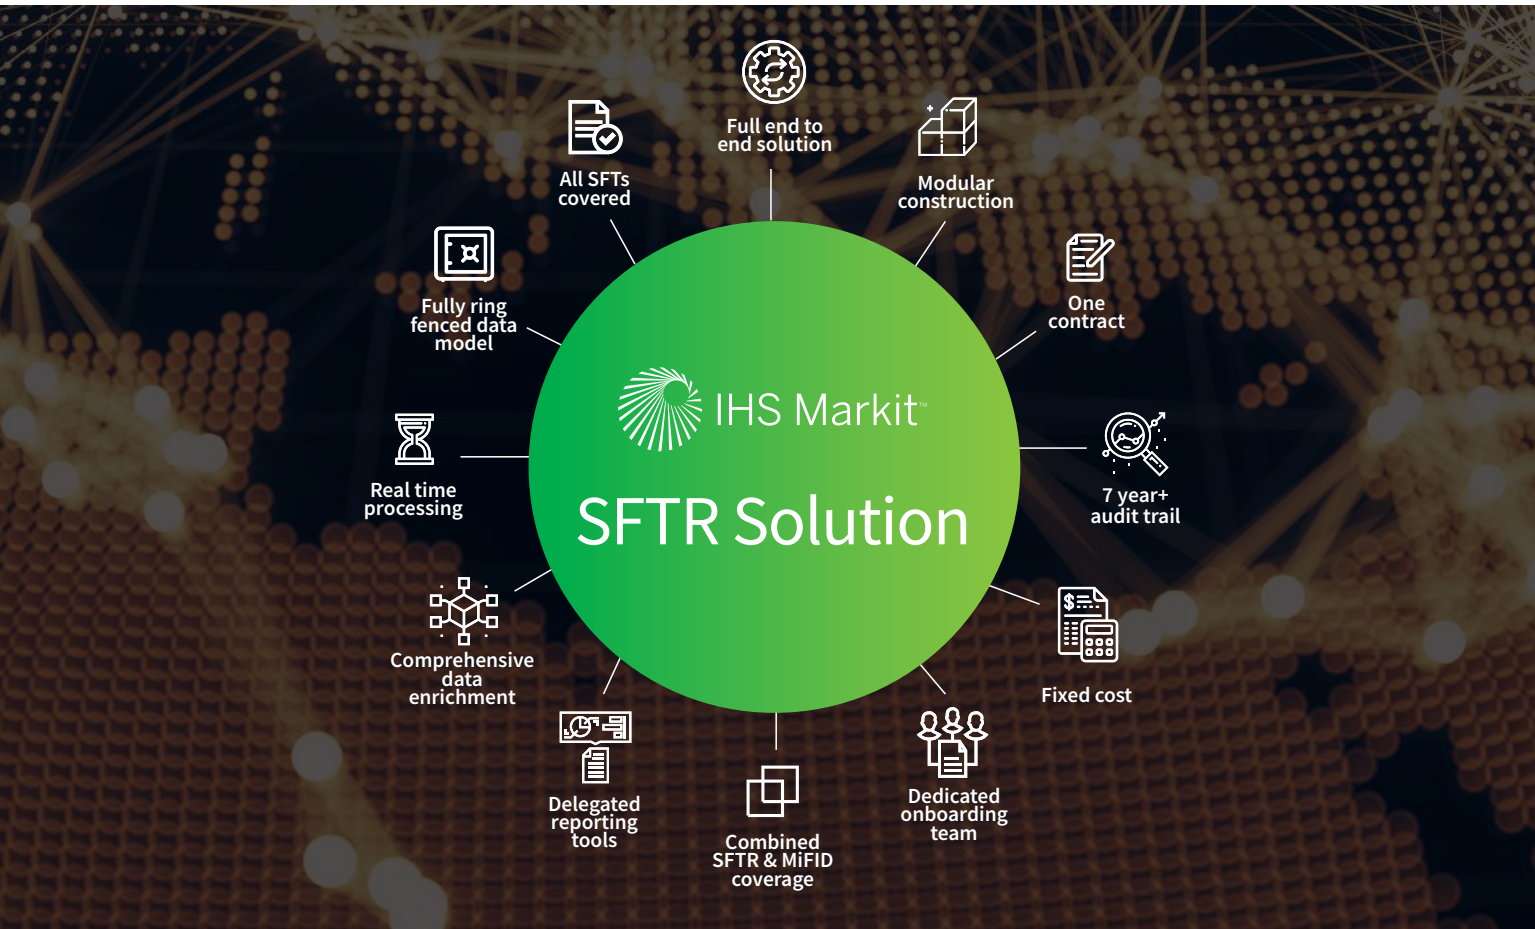 Full end to
end solution
Modular
construction
One
contract
7 year+
audit trail
Fixed cost
Dedicated
onboarding
team
Combined
SFTR & MiFID
coverage
Delegated
reporting
tools
Comprehensive
data
enrichment
Real time
processing
Fully ring
fenced data
model
All SFTs
covered
IHS Markit™
SFTR Solution
$